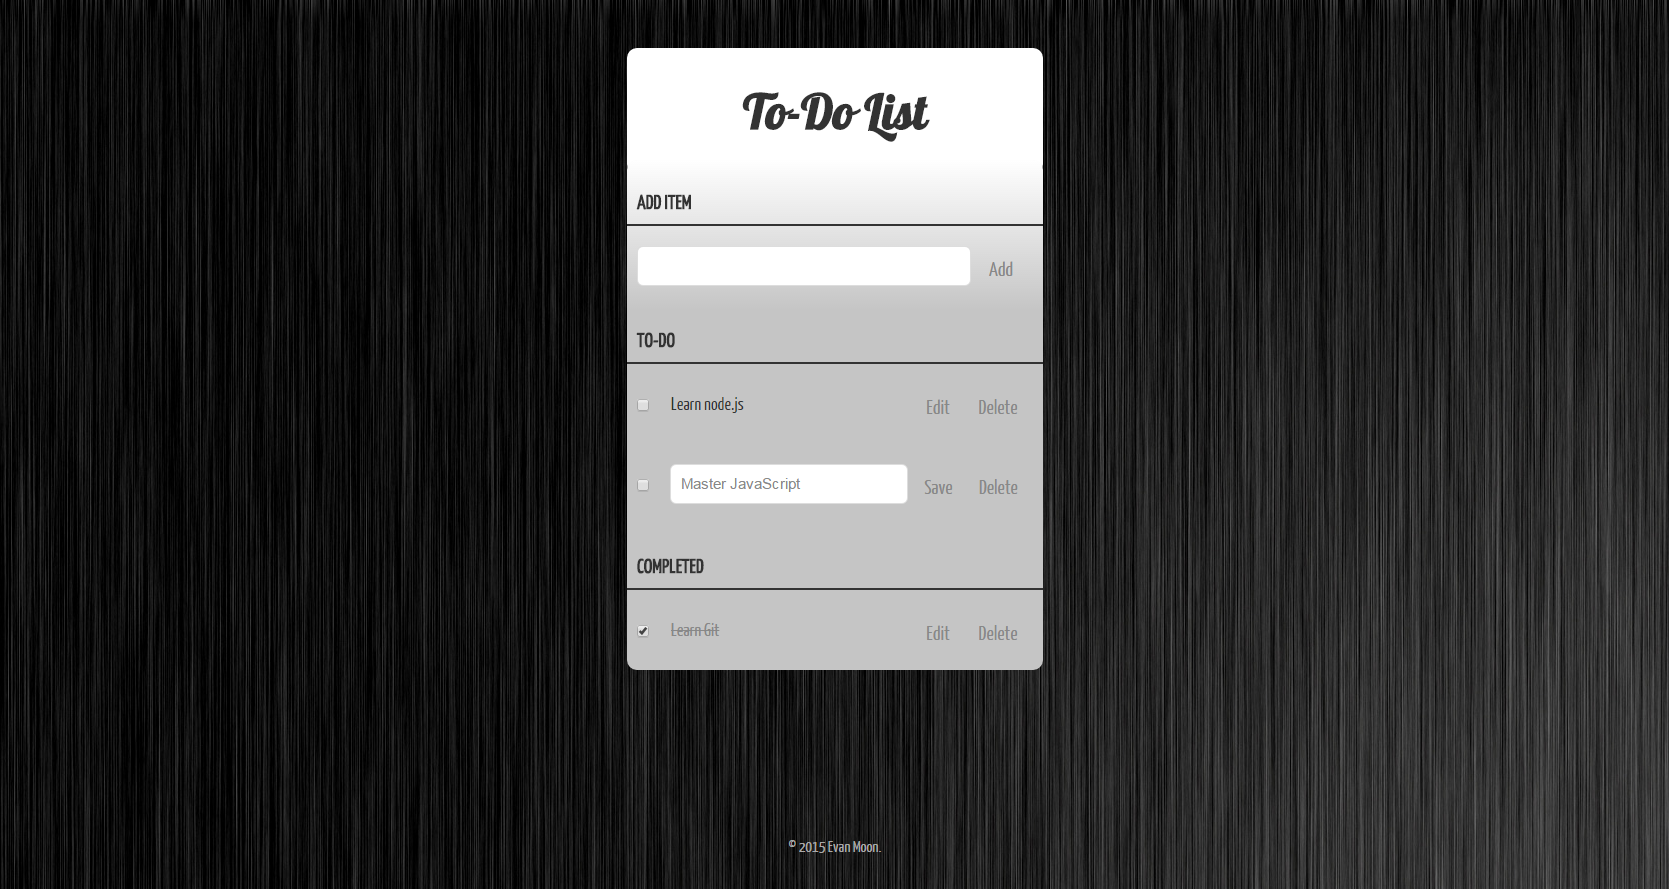 To-Do List
ADD ITEM
Add
TO-DO
Learn node.js Edit Delete
Master JavaScript Save Delete
COMPLETED
Learn Git Edit Delete
© 2015 Evan Moon.